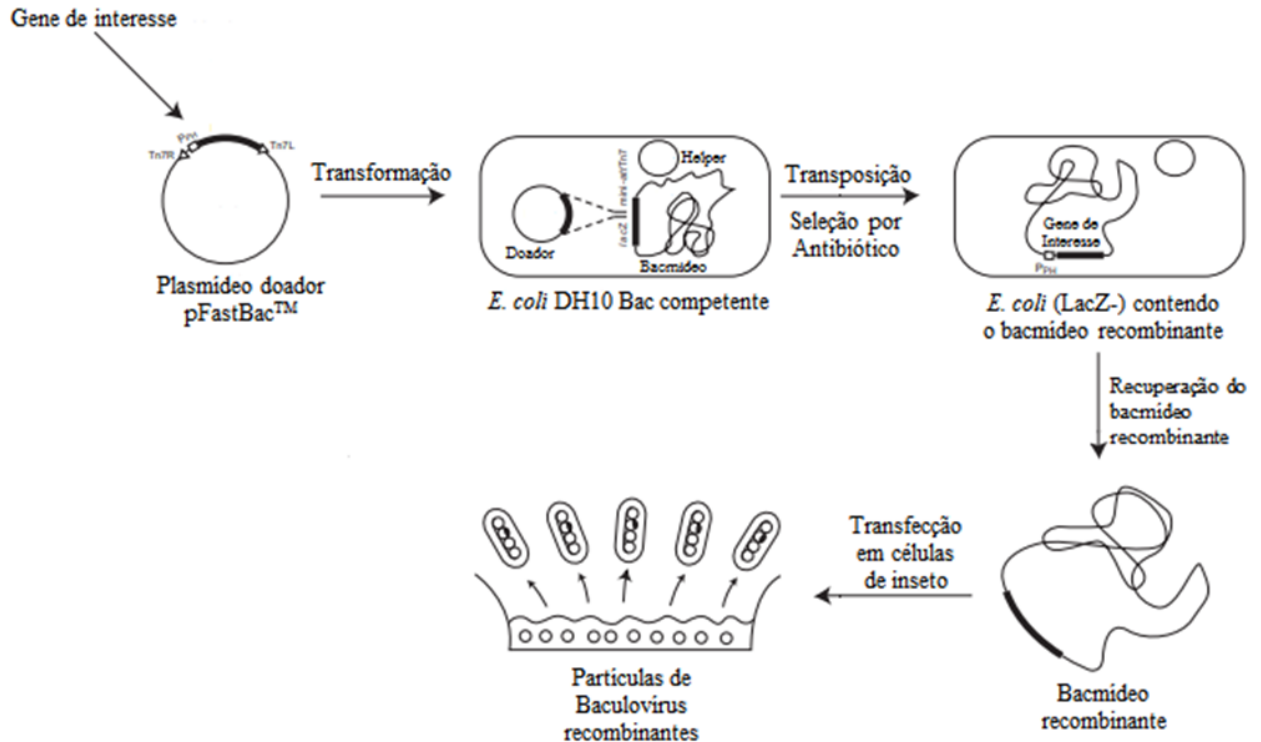 Gene de interesse
PPH
Tn7R
Tn7L
Plasmídeo doador
pFastBac™
Transformação
Doador
lacZ mini-attTn7
Helper
Bacmídeo
E. coli DH10 Bac competente
Transposição
Seleção por
Antibiótico
Gene de
Interesse
PPH
E. coli (LacZ-) contendo
o bacmídeo recombinante
Recuperação do
bacmídeo
recombinante
Bacmídeo
recombinante
Transfecção
em células
de inseto
Partículas de
Baculovírus
recombinantes